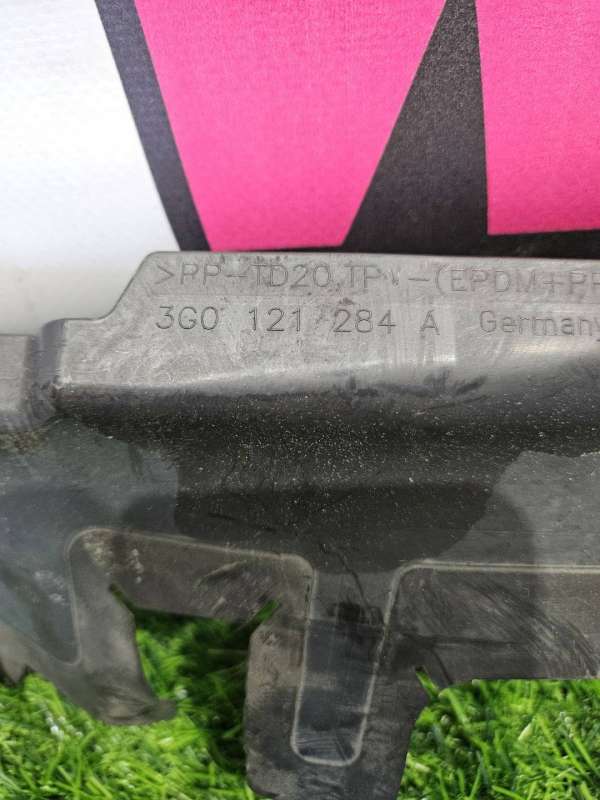 >PP-TD20,TPV-(EPDM+PP
3G0 121 284 A Germany